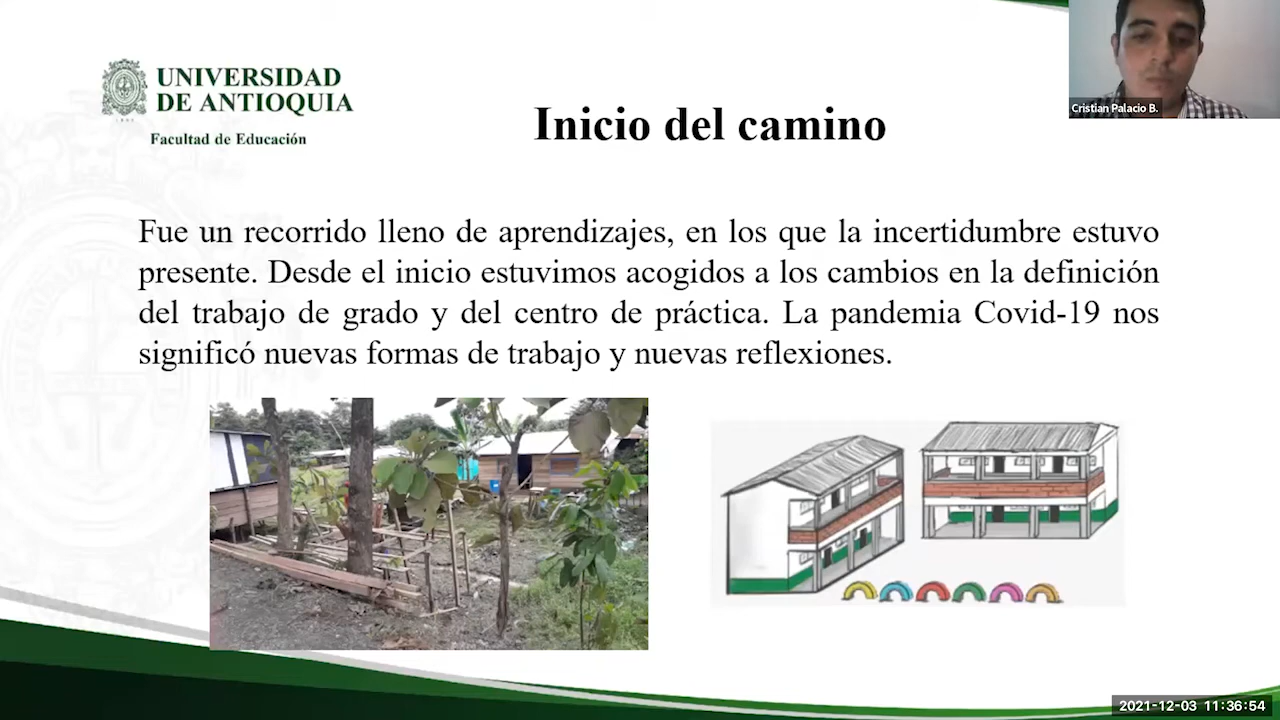 UNIVERSIDAD
DE ANTIOQUIA
Facultad de Educación
Inicio del camino
Cristian Palacio B.
Fue un recorrido lleno de aprendizajes, en los que la incertidumbre estuvo
presente. Desde el inicio estuvimos acogidos a los cambios en la definición
del trabajo de grado y del centro de práctica. La pandemia Covid-19 nos
significó nuevas formas de trabajo y nuevas reflexiones.
2021-12-03 11:36:54